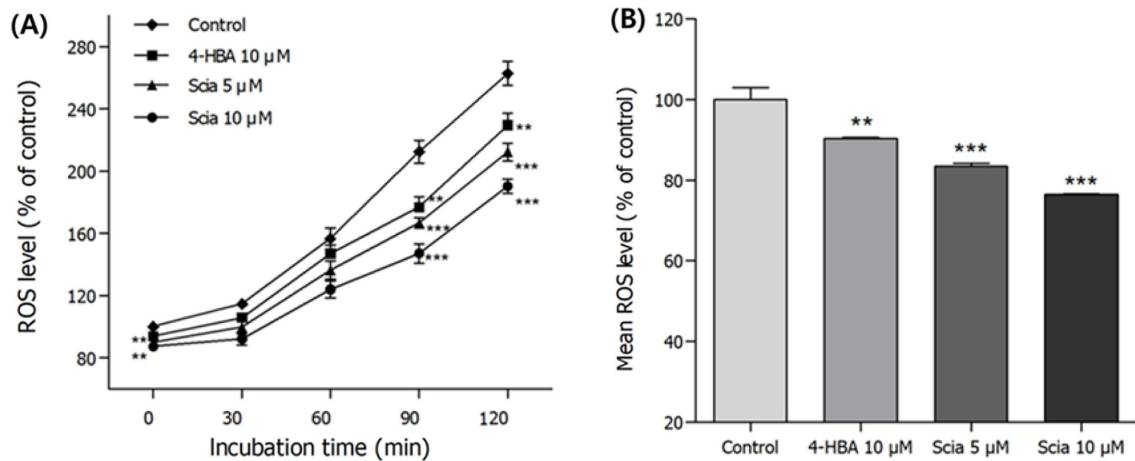 (A)
Control
4-HBA 10 µM
Scia 5 µM
Scia 10 µM
ROS level (% of control)
280
240
200
160
120
80
**
***
***
**
***
***
**
**
0 30 60 90 120
Incubation time (min)
(B)
Mean ROS level (% of control)
120
100
80
60
40
20
**
***
***
Control 4-HBA 10 µM Scia 5 µM Scia 10 µM